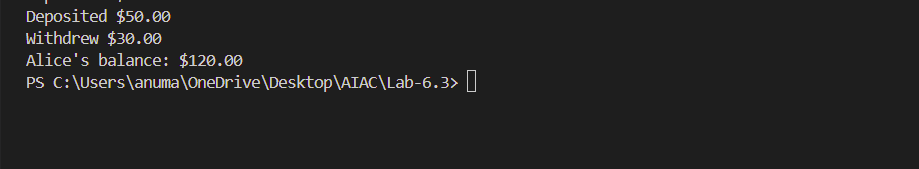 Deposited $50.00
Withdrew $30.00
Alice's balance: $120.00
PS C:\Users\anuma\OneDrive\Desktop\AIAC\Lab-6.3>